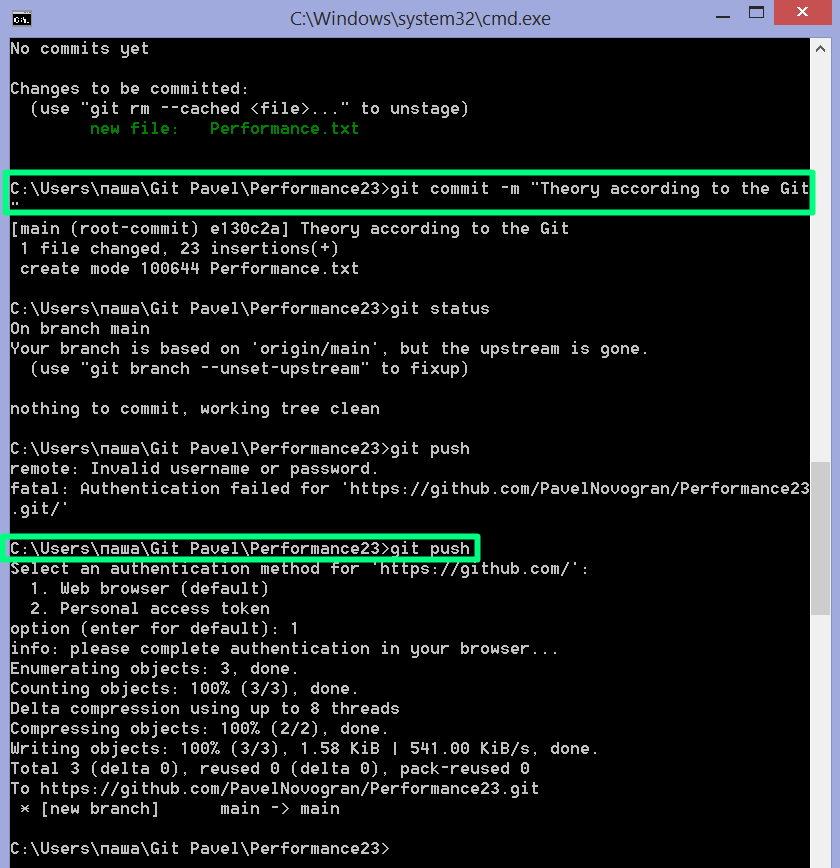 C:\Windows\system32\cmd.exe
No commits yet
Changes to be committed:
(use "git rm --cached <file>..." to unstage)
new file:   Performance.txt
C:\Users\паша\Git Pavel\Performance23>git commit -m "Theory according to the Git
"
[main (root-commit) e130c2a] Theory according to the Git
1 file changed, 23 insertions(+)
create mode 100644 Performance.txt
C:\Users\паша\Git Pavel\Performance23>git status
On branch main
Your branch is based on 'origin/main', but the upstream is gone.
(use "git branch --unset-upstream" to fixup)
nothing to commit, working tree clean
C:\Users\паша\Git Pavel\Performance23>git push
remote: Invalid username or password.
fatal: Authentication failed for 'https://github.com/PavelNovogran/Performance23
.git/'
C:\Users\паша\Git Pavel\Performance23>git push
Select an authentication method for 'https://github.com/':
1. Web browser (default)
2. Personal access token
option (enter for default): 1
info: please complete authentication in your browser...
Enumerating objects: 3, done.
Counting objects: 100% (3/3), done.
Delta compression using up to 8 threads
Compressing objects: 100% (2/2), done.
Writing objects: 100% (3/3), 1.58 KiB | 541.00 KiB/s, done.
Total 3 (delta 0), reused 0 (delta 0), pack-reused 0
To https://github.com/PavelNovogran/Performance23.git
* [new branch]      main -> main
C:\Users\паша\Git Pavel\Performance23>